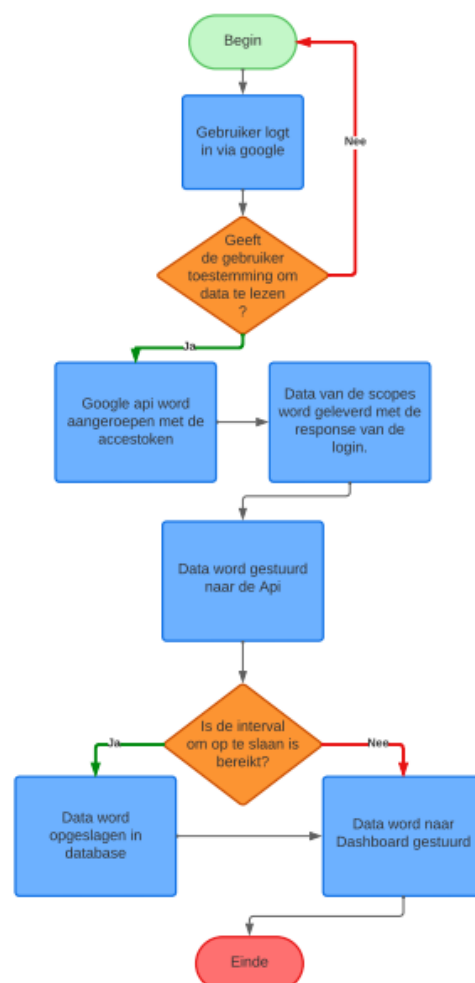 Begin
Gebruiker logt
in via google
Nee
Geeft
de gebruiker
toestemming om
data te lezen
?
Ja
Google api word
aangeroepen met de
accestoken
Data van de scopes
word geleverd met de
response van de
login.
Data word gestuurd
naar de Api
Is de interval
om op te slaan is
bereikt?
Ja
Nee
Data word
opgeslagen in
database
Data word naar
Dashboard gestuurd
Einde